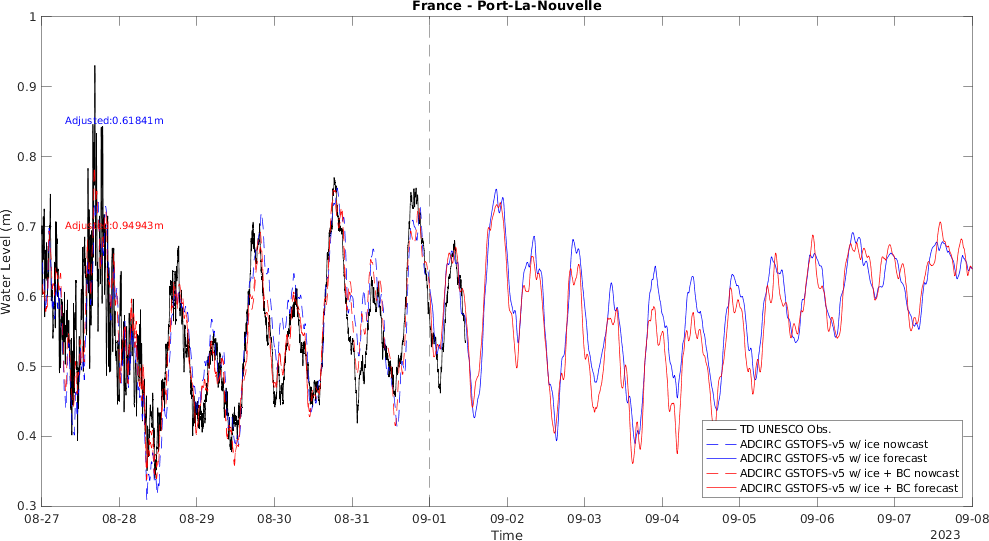 France - Port-La-Nouvelle
1
0.9
0.8
0.7
0.6
0.5
0.4
0.3
Water Level (m)
Adjusted:0.61841m
Adjusted:0.94943m
TD UNESCO Obs.
ADCIRC GSTOFS-v5 w/ ice nowcast
ADCIRC GSTOFS-v5 w/ ice forecast
ADCIRC GSTOFS-v5 w/ ice + BC nowcast
ADCIRC GSTOFS-v5 w/ ice + BC forecast
08-27 08-28 08-29 08-30 08-31 09-01 09-02 09-03 09-04 09-05 09-06 09-07 09-08
Time
2023